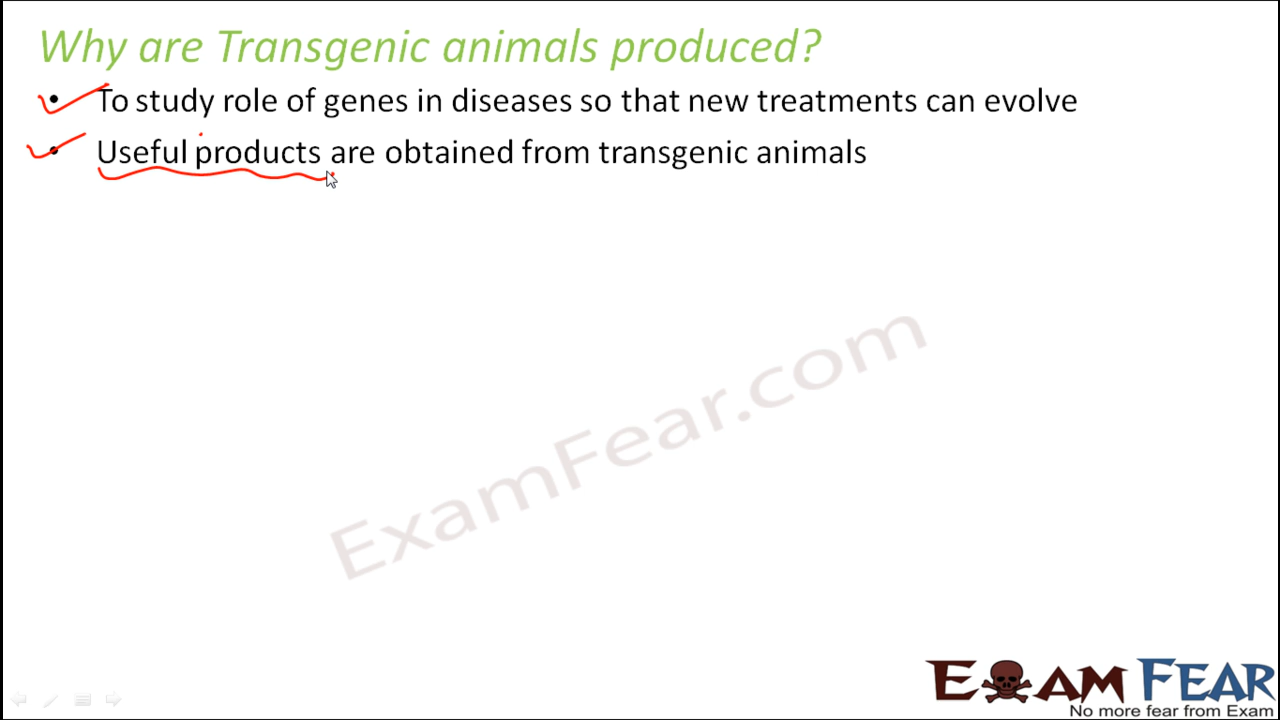 Why are Transgenic animals produced?
• To study role of genes in diseases so that new treatments can evolve
• Useful products are obtained from transgenic animals
ExamFear.com
EXAM FEAR
No more fear from Exam